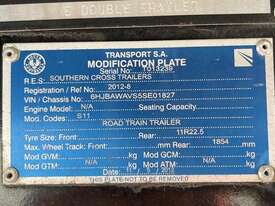 DOUBLE TRAILER
TRANSPORT S.A.
MODIFICATION PLATE
Serial No:
R.E.S: SOUTHERN CROSS TRAILERS
Registration / Ref No: 2012-8
VIN / Chassis: 6HJBAWAVS5SE01827
Engine Model: N/A Seating Capacity:
Mod. Codes: S11
ROAD TRAIN TRAILER
Tyre Size: Front: Rear: 11R22.5
Max. Wheel Track: Front: mm Rear: 1854 mm
Mod GVM: kg Mod GCM: N/A kg
Mod GTM: N/A kg Mod ATM: N/A kg
Date:
THIS PLATE NOT TO BE REMOVED